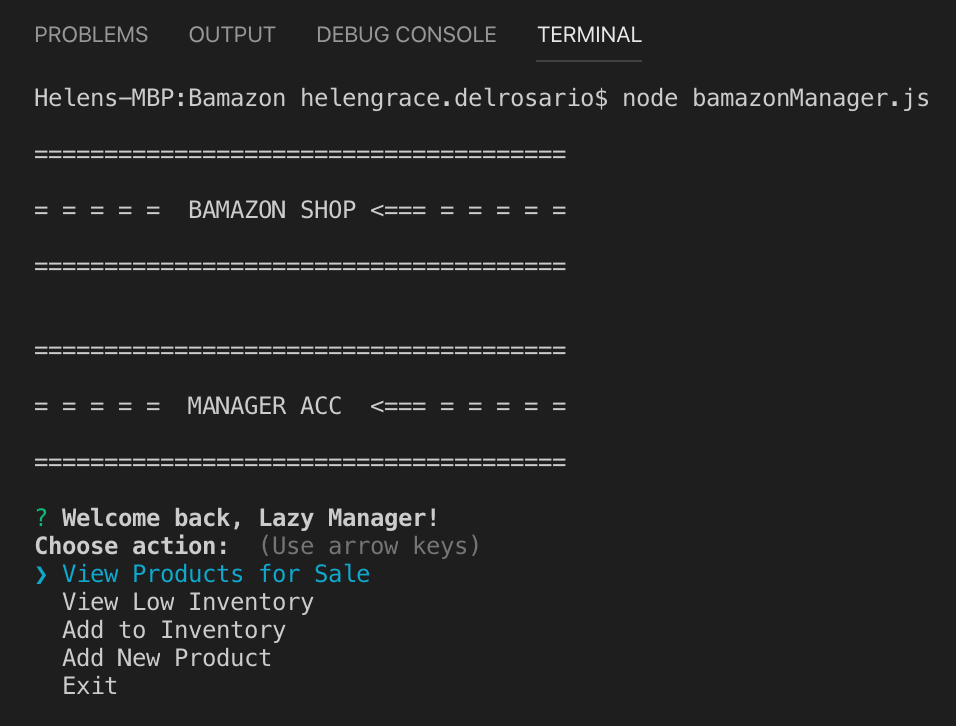 PROBLEMS OUTPUT DEBUG CONSOLE TERMINAL
Helens-MBP:Bamazon helengrace.delrosario$ node bamazonManager.js
======================================
= = = = =  BAMAZON SHOP <=== = = = = =
======================================
======================================
= = = = =  MANAGER ACC  <=== = = = = =
======================================
? Welcome back, Lazy Manager!
Choose action:  (Use arrow keys)
❯ View Products for Sale
View Low Inventory
Add to Inventory
Add New Product
Exit